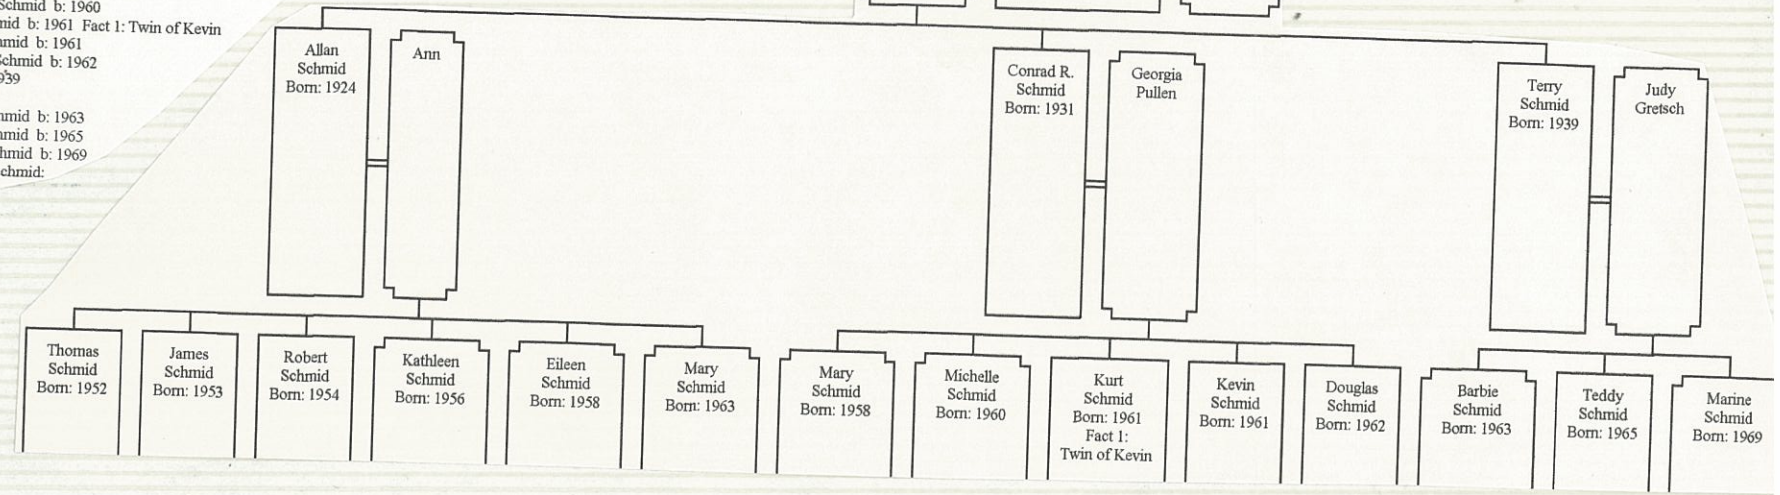 Schmid b: 1960
mid b: 1961 Fact 1: Twin of Kevin
mid b: 1961
Schmid b: 1962
939
mid b: 1963
mid b: 1965
hmid b: 1969
chmid:
Allan
Schmid
Born: 1924
Ann
Conrad R.
Schmid
Born: 1931
Georgia
Pullen
Terry
Schmid
Born: 1939
Judy
Gretsch
Thomas
Schmid
Born: 1952
James
Schmid
Born: 1953
Robert
Schmid
Born: 1954
Kathleen
Schmid
Born: 1956
Eileen
Schmid
Born: 1958
Mary
Schmid
Born: 1963
Mary
Schmid
Born: 1958
Michelle
Schmid
Born: 1960
Kurt
Schmid
Born: 1961
Fact 1:
Twin of Kevin
Kevin
Schmid
Born: 1961
Douglas
Schmid
Born: 1962
Barbie
Schmid
Born: 1963
Teddy
Schmid
Born: 1965
Marine
Schmid
Born: 1969